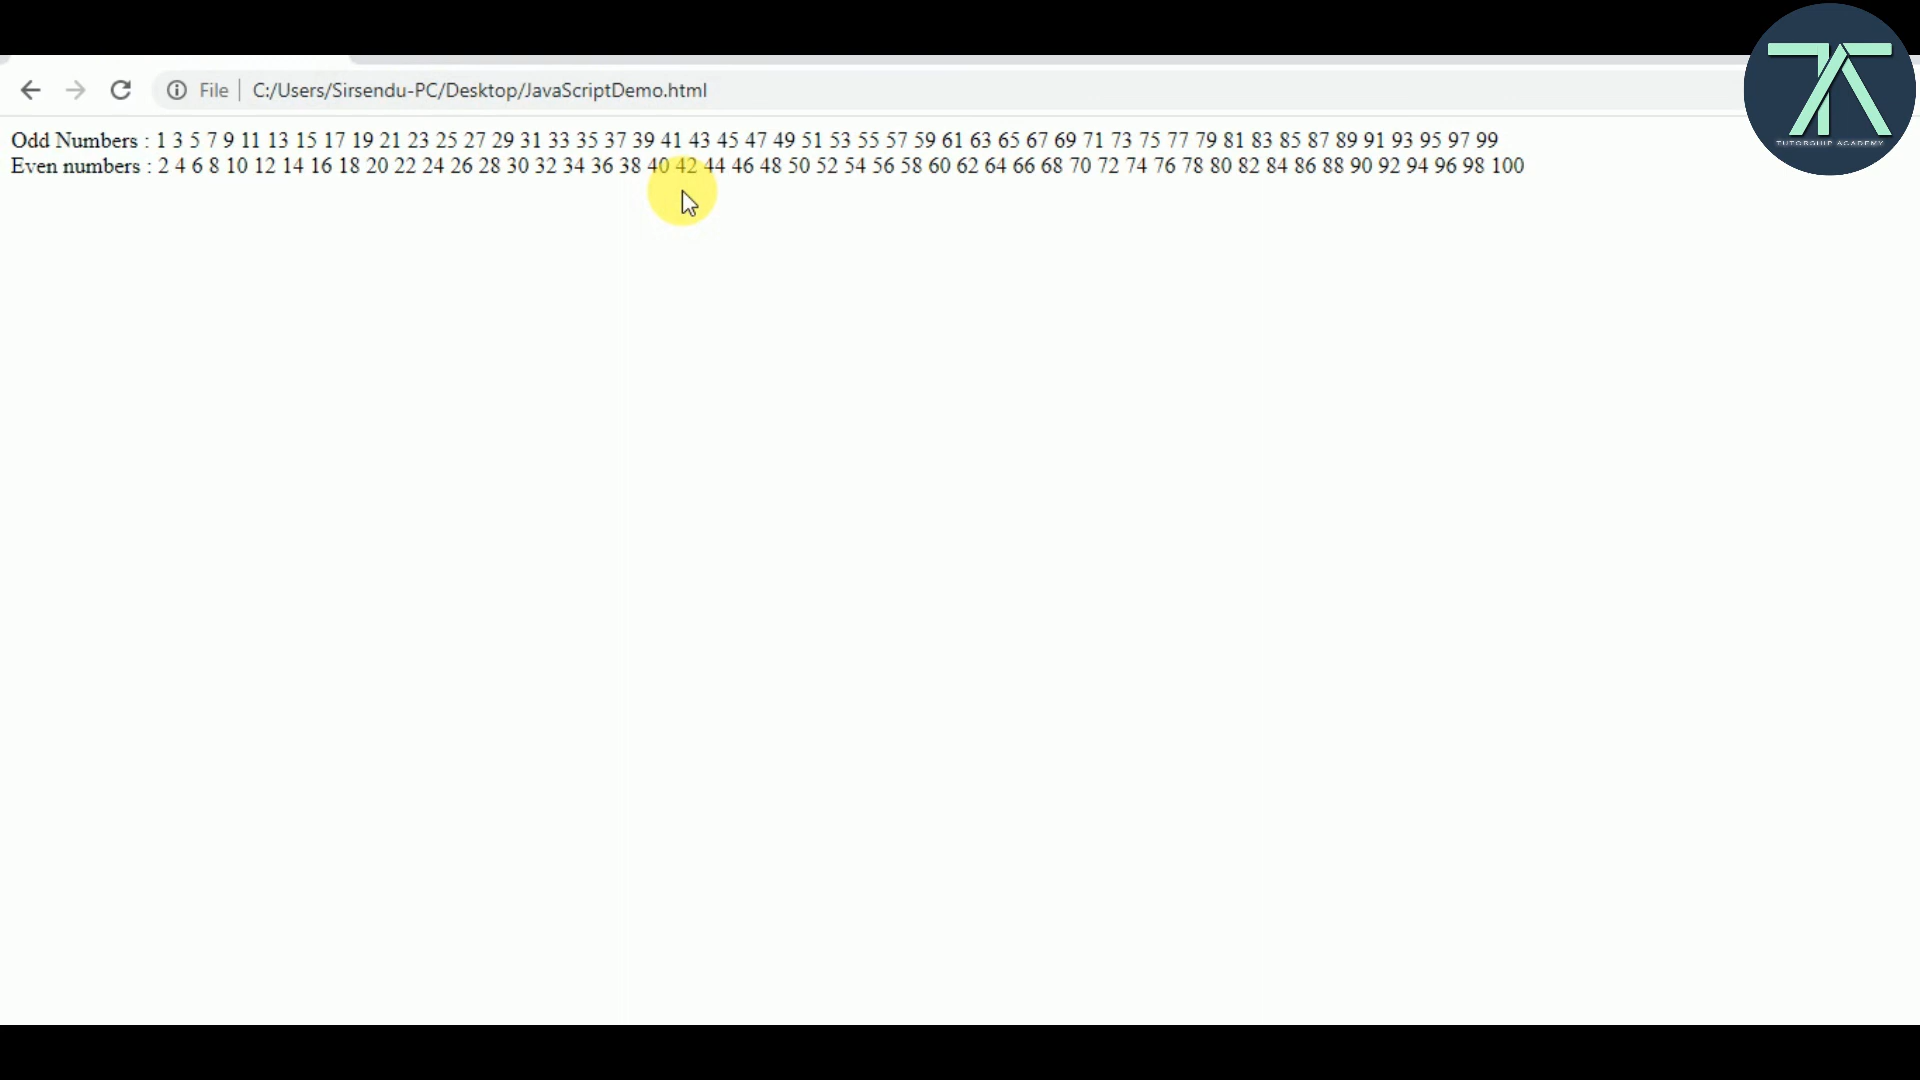 File | C:/Users/Sirsendu-PC/Desktop/JavaScriptDemo.html
Odd Numbers : 1 3 5 7 9 11 13 15 17 19 21 23 25 27 29 31 33 35 37 39 41 43 45 47 49 51 53 55 57 59 61 63 65 67 69 71 73 75 77 79 81 83 85 87 89 91 93 95 97 99
Even numbers : 2 4 6 8 10 12 14 16 18 20 22 24 26 28 30 32 34 36 38 40 42 44 46 48 50 52 54 56 58 60 62 64 66 68 70 72 74 76 78 80 82 84 86 88 90 92 94 96 98 100
TUTORSHIP ACADEMY